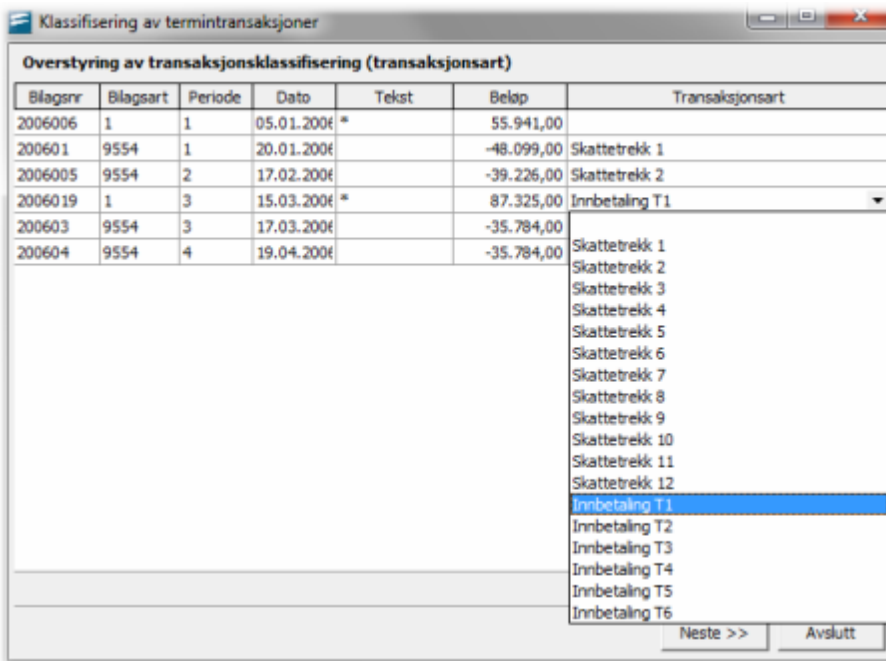 Klassifisering av termintransaksjoner
Overstyring av transaksjonsklassifisering (transaksjonsart)
Bilagsnr Bilagsart Periode Dato Tekst Beløp Transaksjonsart
2006006 1 1 05.01.2006 * 55.941,00
200601 9554 1 20.01.2006 -48.099,00 Skattetrekk 1
2006005 9554 2 17.02.2006 -39.226,00 Skattetrekk 2
2006019 1 3 15.03.2006 * 87.325,00 Innbetaling T1
200603 9554 3 17.03.2006 -35.784,00
200604 9554 4 19.04.2006 -35.784,00
Skattetrekk 1
Skattetrekk 2
Skattetrekk 3
Skattetrekk 4
Skattetrekk 5
Skattetrekk 6
Skattetrekk 7
Skattetrekk 8
Skattetrekk 9
Skattetrekk 10
Skattetrekk 11
Skattetrekk 12
Innbetaling T1
Innbetaling T2
Innbetaling T3
Innbetaling T4
Innbetaling T5
Innbetaling T6
Neste >> Avslutt